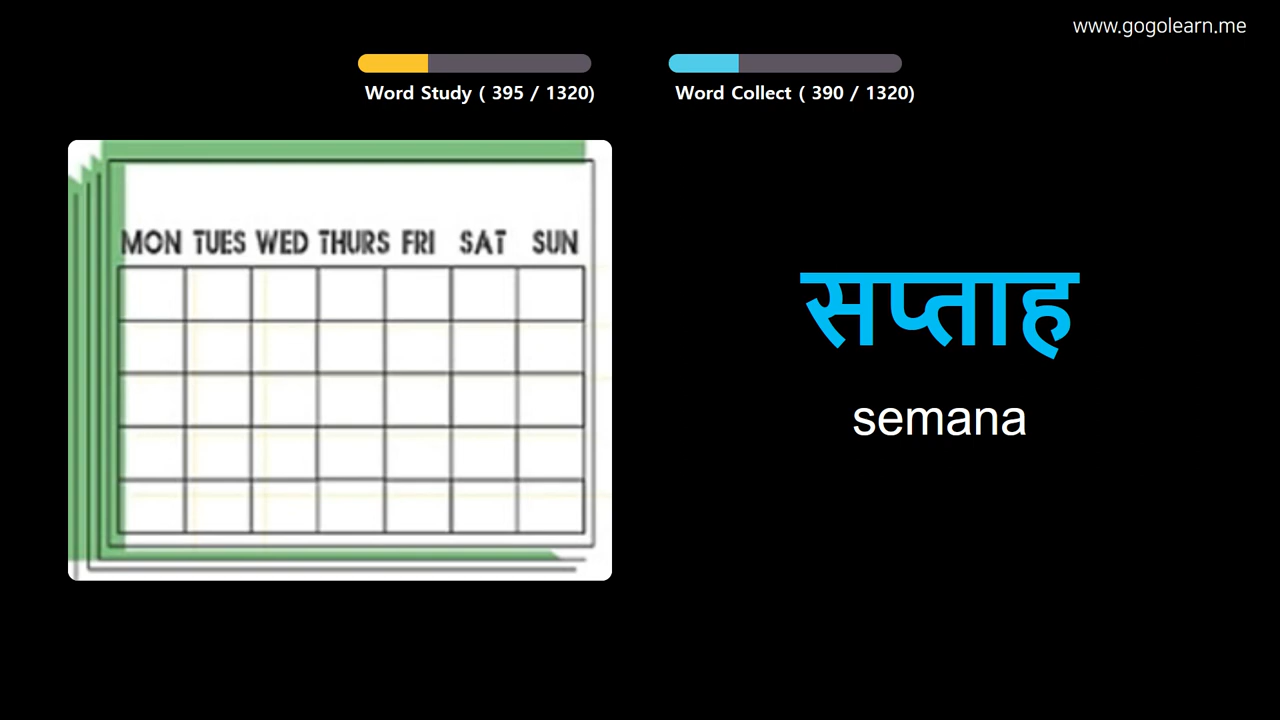 www.gogolearn.me
Word Study ( 395 / 1320)
Word Collect ( 390 / 1320)
MON TUES WED THURS FRI SAT SUN
सप्ताह
semana